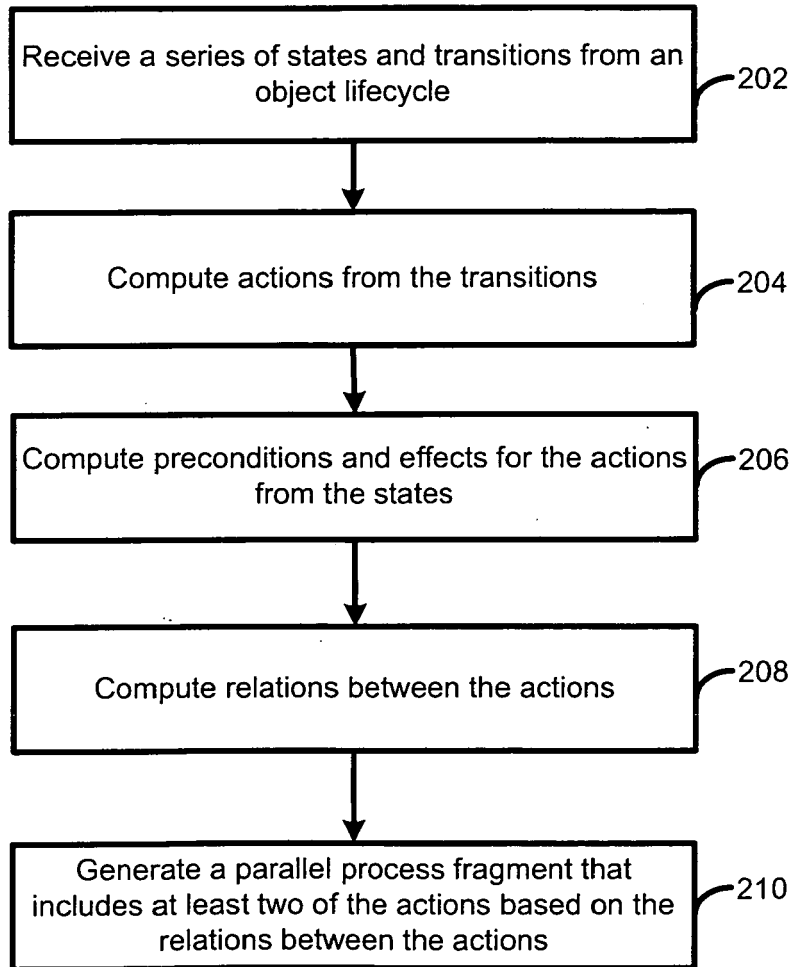 Receive a series of states and transitions from an
object lifecycle
202
Compute actions from the transitions
204
Compute preconditions and effects for the actions
from the states
206
Compute relations between the actions
208
Generate a parallel process fragment that
includes at least two of the actions based on the
relations between the actions
210